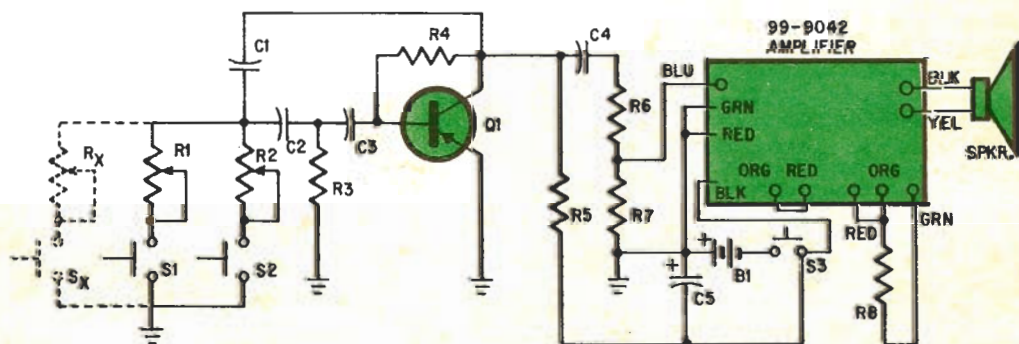 99-9042
AMPLIFIER
R4
C1
C4
BLU
BLK
GRN
R6
Q1
YEL
RED
RX
R1
R2
C2
C3
SPKR.
ORG
RED
ORG
R3
BLK
R5
R7
RED
GRN
SX
S1
S2
+
+
B1
S3
C5
R8